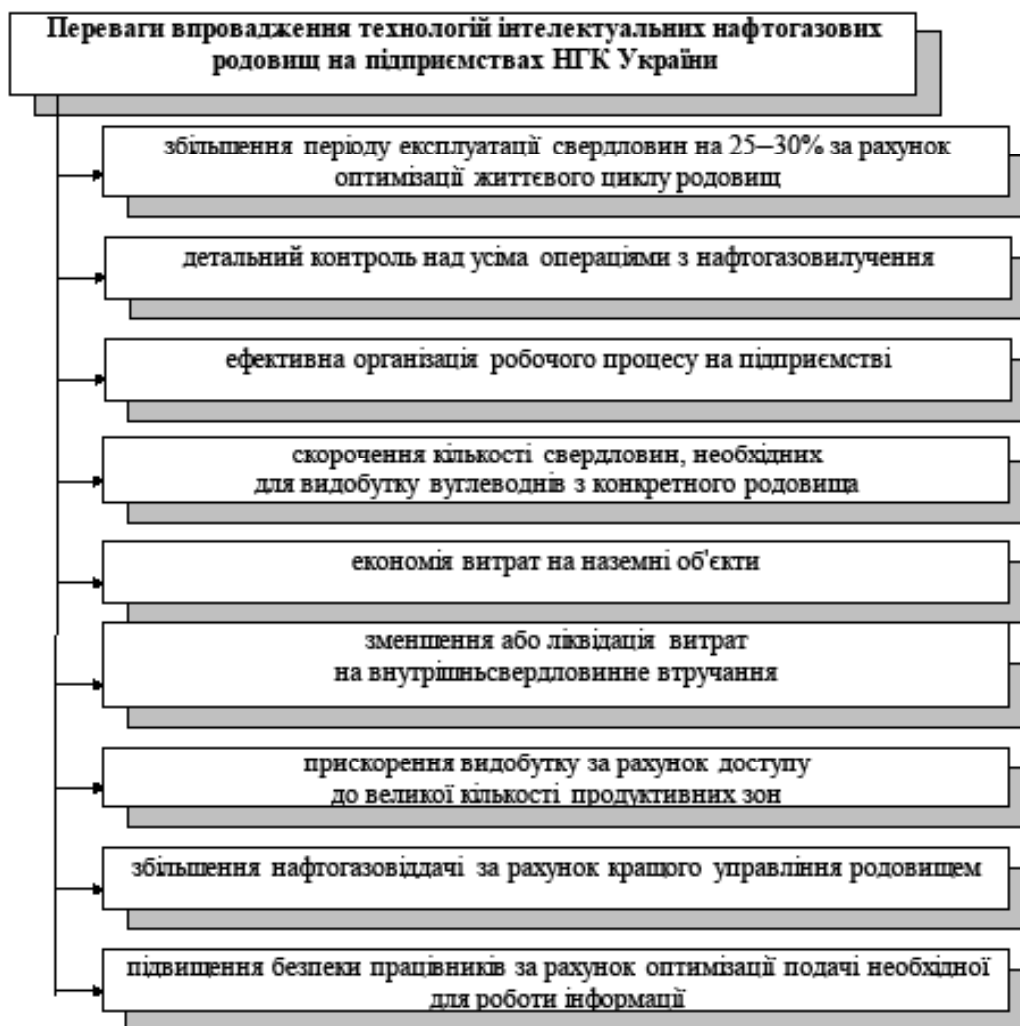 Переваги впровадження технологій інтелектуальних нафтогазових
родовищ на підприємствах НГК України
збільшення періоду експлуатації свердловин на 25–30% за рахунок
оптимізації життєвого циклу родовищ
детальний контроль над усіма операціями з нафтогазовилучення
ефективна організація робочого процесу на підприємстві
скорочення кількості свердловин, необхідних
для видобутку вуглеводнів з конкретного родовища
економія витрат на наземні об'єкти
зменшення або ліквідація витрат
на внутрішньсвердловинне втручання
прискорення видобутку за рахунок доступу
до великої кількості продуктивних зон
збільшення нафтогазовіддачі за рахунок кращого управління родовищем
підвищення безпеки працівників за рахунок оптимізації подачі необхідної
для роботи інформації